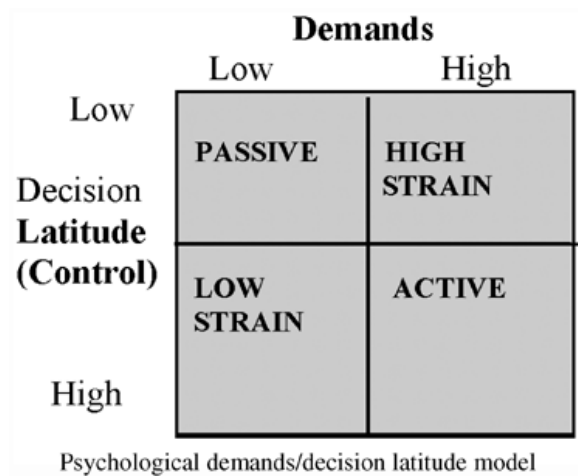 Demands
Low High
Low
PASSIVE HIGH
STRAIN
Decision
Latitude
(Control)
LOW
STRAIN
ACTIVE
High
Psychological demands/decision latitude model